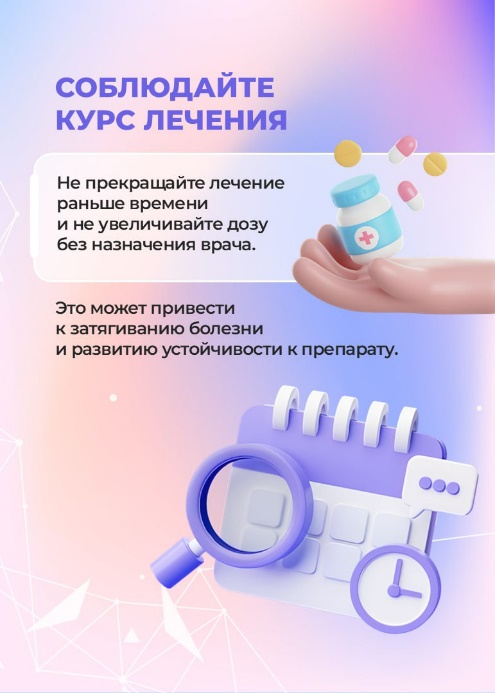 СОБЛЮДАЙТЕ
КУРС ЛЕЧЕНИЯ
Не прекращайте лечение
раньше времени
и не увеличивайте дозу
без назначения врача.
Это может привести
к затягиванию болезни
и развитию устойчивости к препарату.